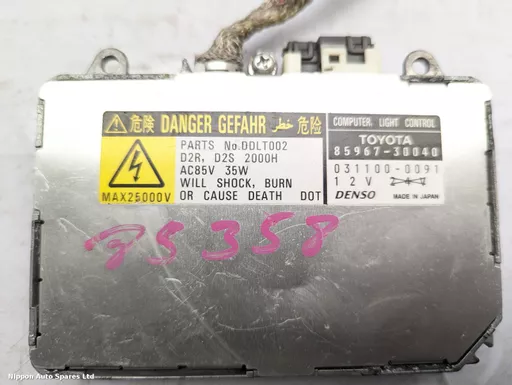 危険 DANGER GEFAHR خطر 危险
MAX25000V
PARTS No.DDLT002
D2R, D2S 2000H
AC85V 35W
WILL SHOCK, BURN
OR CAUSE DEATH DOT
COMPUTER, LIGHT CONTROL
TOYOTA
85967-30040
031100-0091
12V
DENSO MADE IN JAPAN
Nippon Auto Spares Ltd